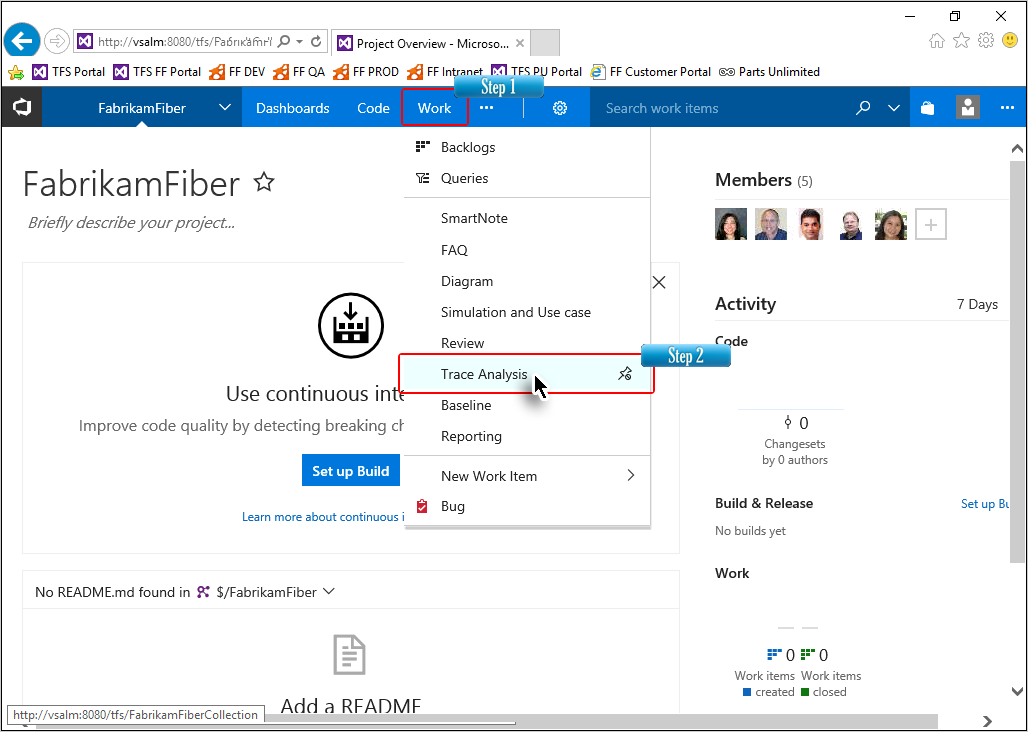 http://vsalm:8080/tfs/
Project Overview - Microso...
TFS Portal
TFS FF Portal
FF DEV
FF QA
FF PROD
FF Intranet
TFS PU Portal
FF Customer Portal
Parts Unlimited
Step 1
FabrikamFiber
Dashboards
Code
Work
Search work items
Backlogs
Queries
SmartNote
FAQ
Diagram
Simulation and Use case
Review
Trace Analysis
Step 2
Baseline
Reporting
New Work Item
Bug
FabrikamFiber
Briefly describe your project...
Use continuous inte
Improve code quality by detecting breaking ch
Set up Build
Learn more about continuous i
No README.md found in $/FabrikamFiber
Add a README
Members (5)
Activity
7 Days
Code
0
Changesets
by 0 authors
Build & Release
Set up Bu
No builds yet
Work
0 0
Work items Work items
created closed
http://vsalm:8080/tfs/FabrikamFiberCollection